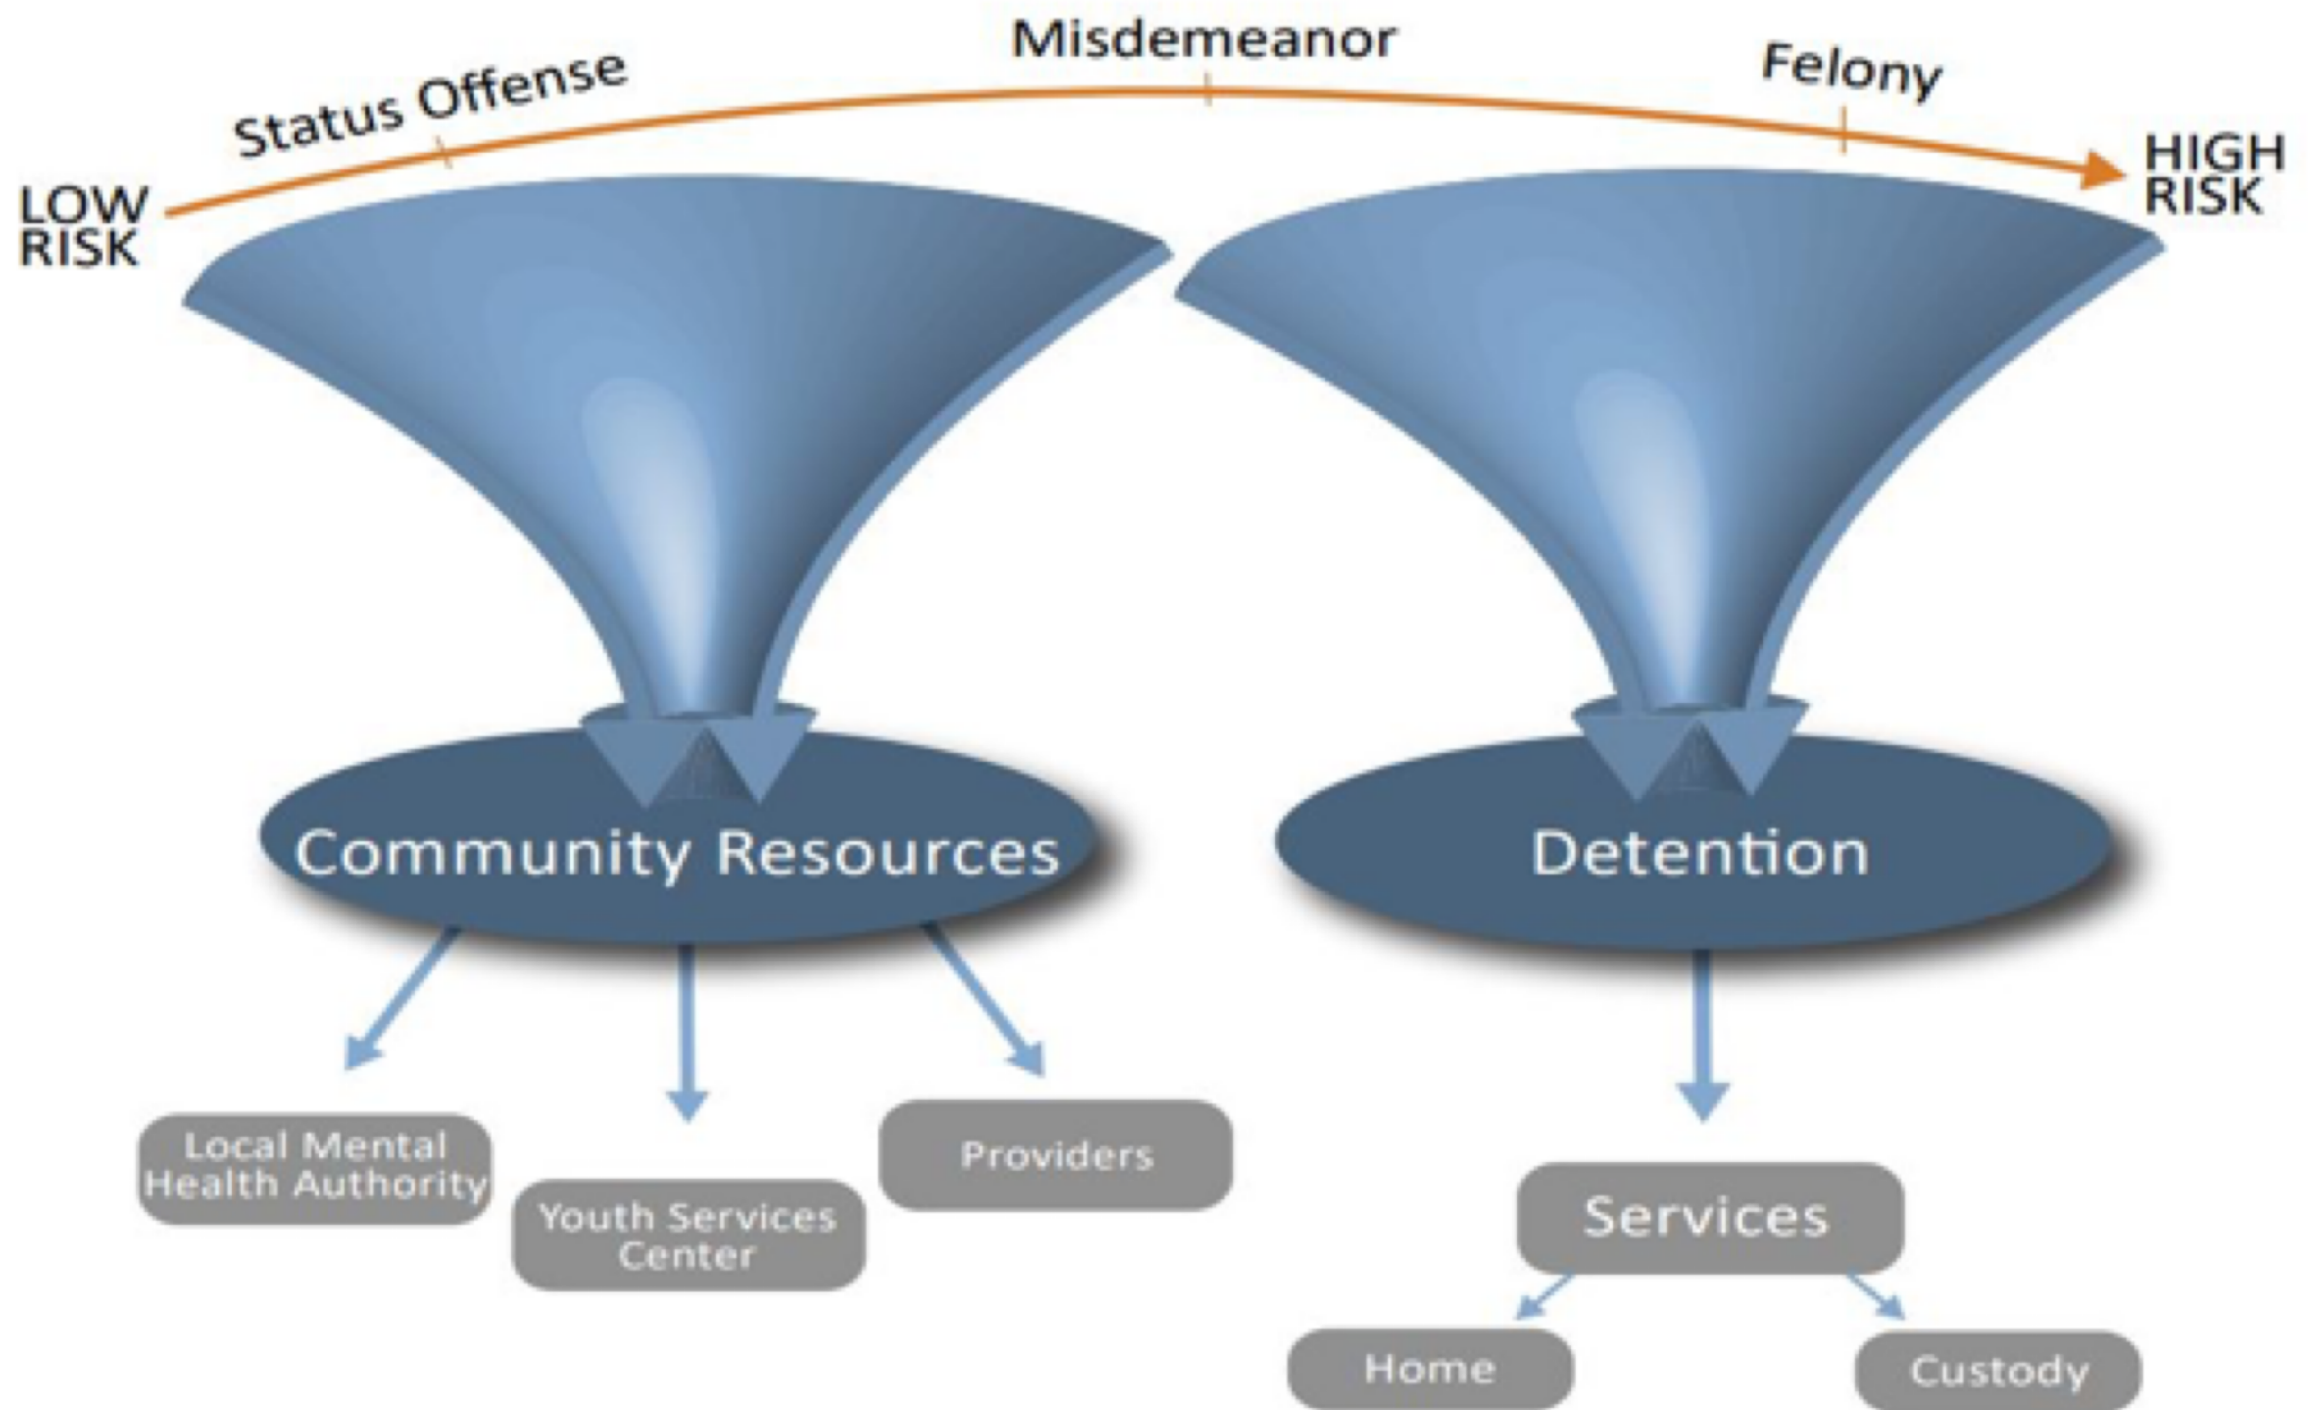 Misdemeanor
Status Offense
Felony
LOW
RISK
HIGH
RISK
Community Resources
Detention
Local Mental
Health Authority
Youth Services
Center
Providers
Services
Home
Custody